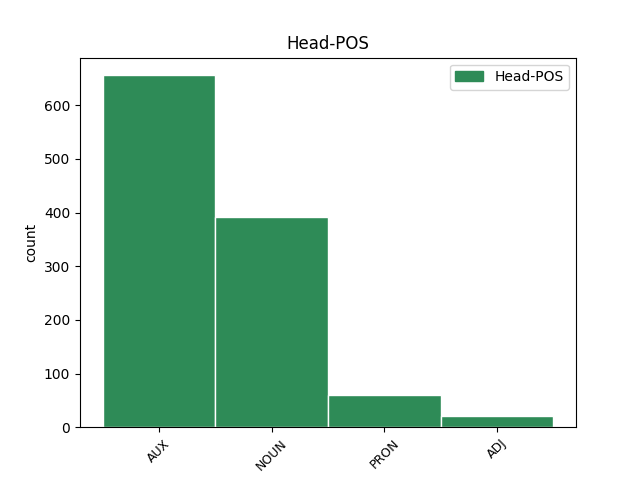 Head-POS
Head-POS
count
600
500
400
300
200
100
0
AUX
NOUN
PRON
ADJ